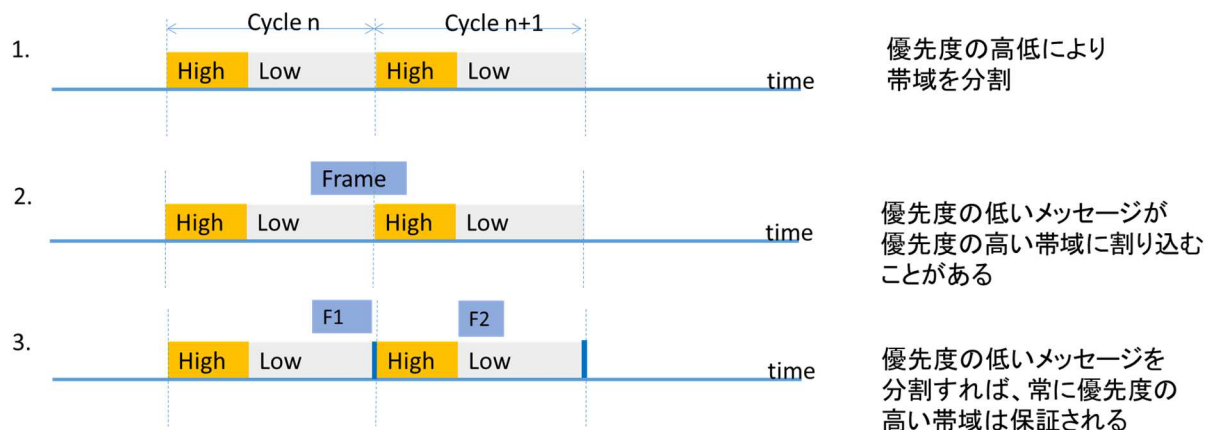 Cycle n
Cycle n+1
1.
High
Low
High
Low
time
優先度の高低により
帯域を分割
Frame
2.
High
Low
High
Low
time
優先度の低いメッセージが
優先度の高い帯域に割り込む
ことがある
F1
F2
3.
High
Low
High
Low
time
優先度の低いメッセージを
分割すれば、常に優先度の
高い帯域は保証される